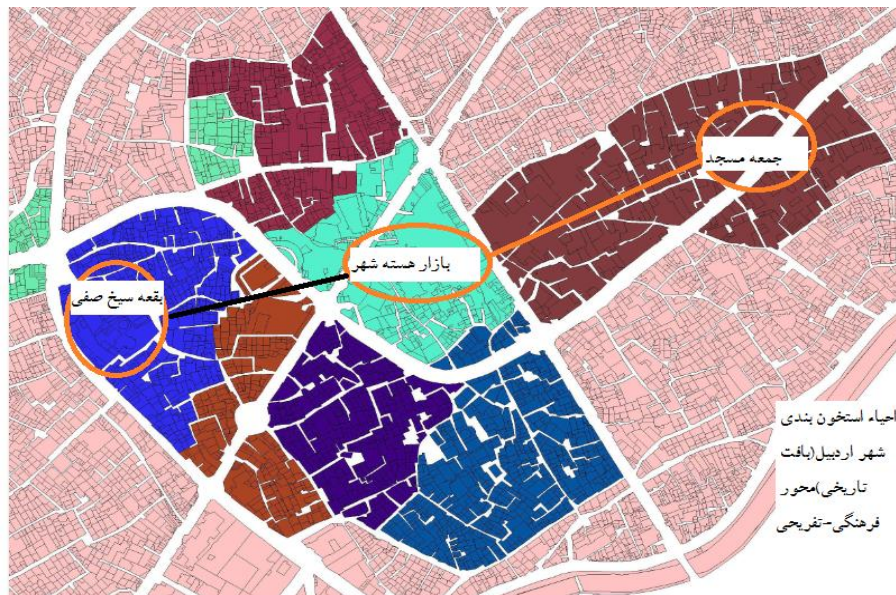 جمعه مسجد
بازار هسته شهر
بقعه سیخ صفی
احیاء استخون بندی
شهر اردبیل(بافت
تاریخی)محور
فرهنگی-تفریحی